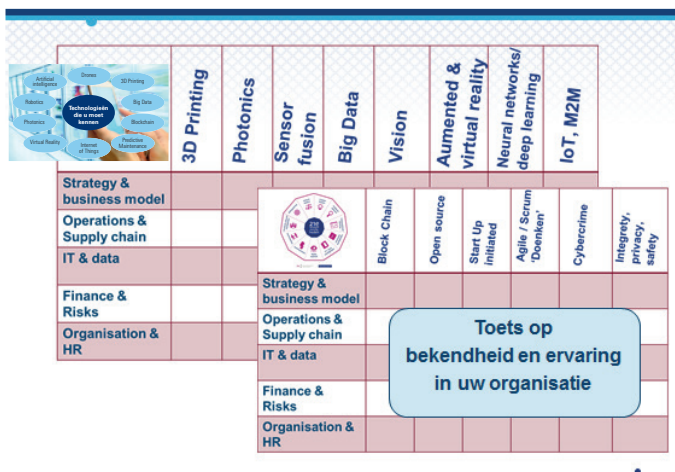 Artificial
intelligence
Drones
3D Printing
Robotics
Technologieën
die u moet
kennen
Big Data
Photonics
Blockchain
Virtual Reality
Internet
of Things
Predictive
Maintenance
3D Printing
Photonics
Sensor
fusion
Big Data
Vision
Aumented &
virtual reality
Neural networks/
deep learning
IoT, M2M
Strategy &
business model
Operations &
Supply chain
IT & data
Finance &
Risks
Organisation &
HR
Block Chain
Open source
Start Up
initiated
Agile / Scrum
'Doenken'
Cybercrime
Integrety,
privacy,
safety
Strategy &
business model
Operations &
Supply chain
IT & data
Finance &
Risks
Organisation &
HR
Toets op
bekendheid en ervaring
in uw organisatie